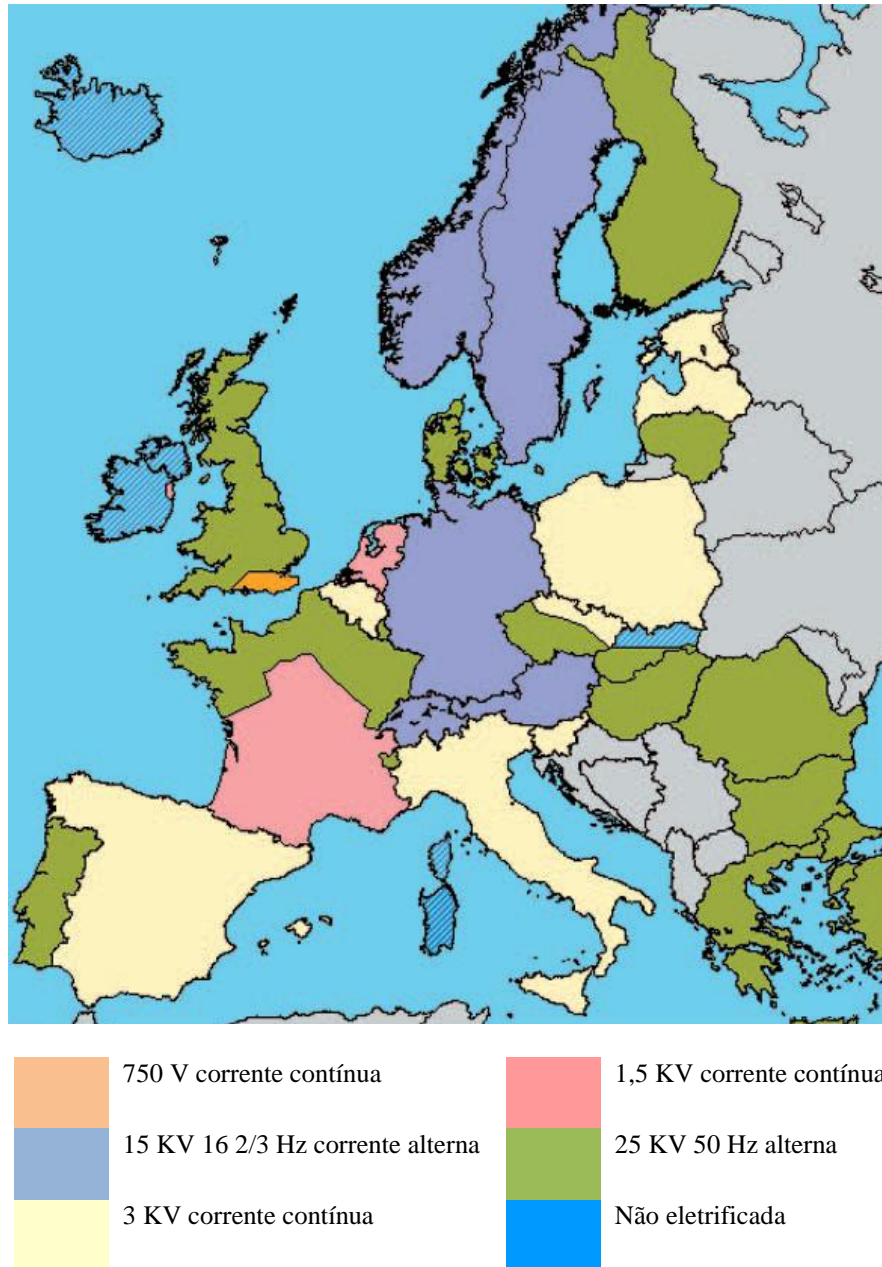 750 V corrente contínua
1,5 KV corrente contínua
15 KV 16 2/3 Hz corrente alterna
25 KV 50 Hz alterna
3 KV corrente contínua
Não eletrificada